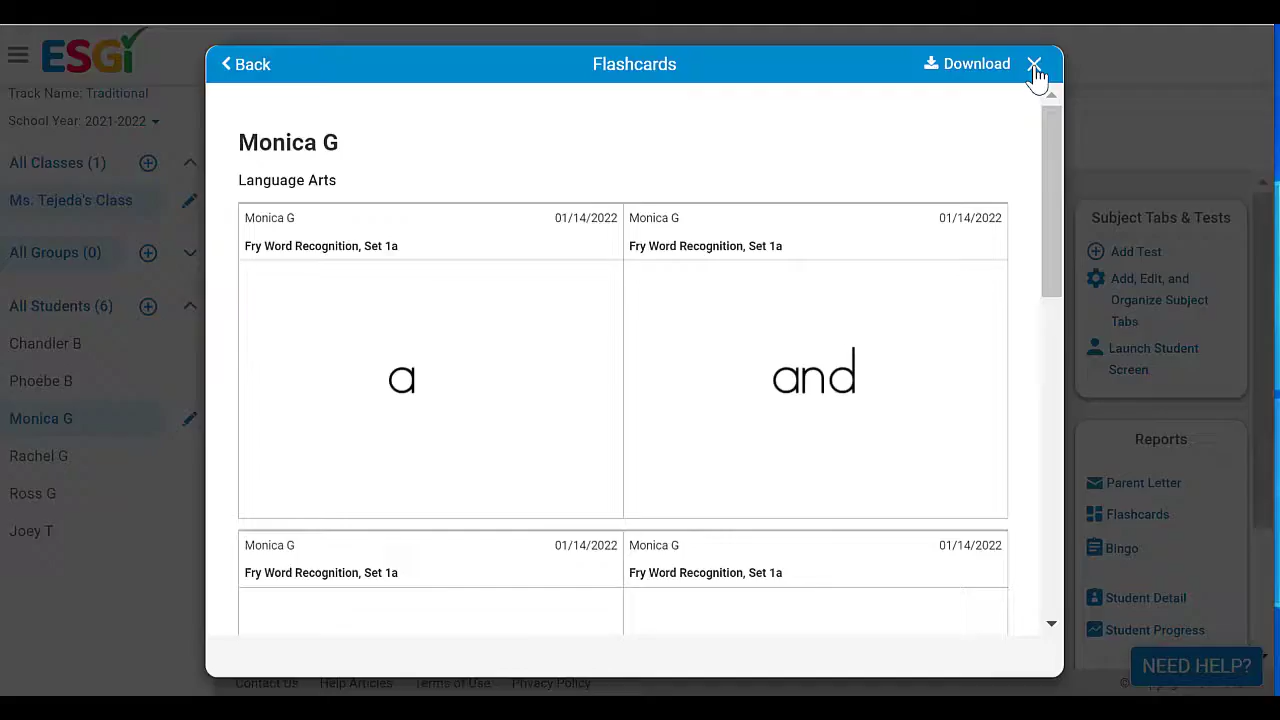 ESGi
Track Name: Traditional
School Year: 2021-2022
All Classes (1)
Ms. Tejeda's Class
All Groups (0)
All Students (6)
Chandler B
Phoebe B
Monica G
Rachel G
Ross G
Joey T
Back
Flashcards
Download
Monica G
Language Arts
Monica G 01/14/2022
Fry Word Recognition, Set 1a
a
Monica G 01/14/2022
Fry Word Recognition, Set 1a
and
Monica G 01/14/2022
Fry Word Recognition, Set 1a
Monica G 01/14/2022
Fry Word Recognition, Set 1a
Subject Tabs & Tests
Add Test
Add, Edit, and
Organize Subject
Tabs
Launch Student
Screen
Reports
Parent Letter
Flashcards
Bingo
Student Detail
Student Progress
NEED HELP?
Contact Us Help Articles Terms of Use Privacy Policy